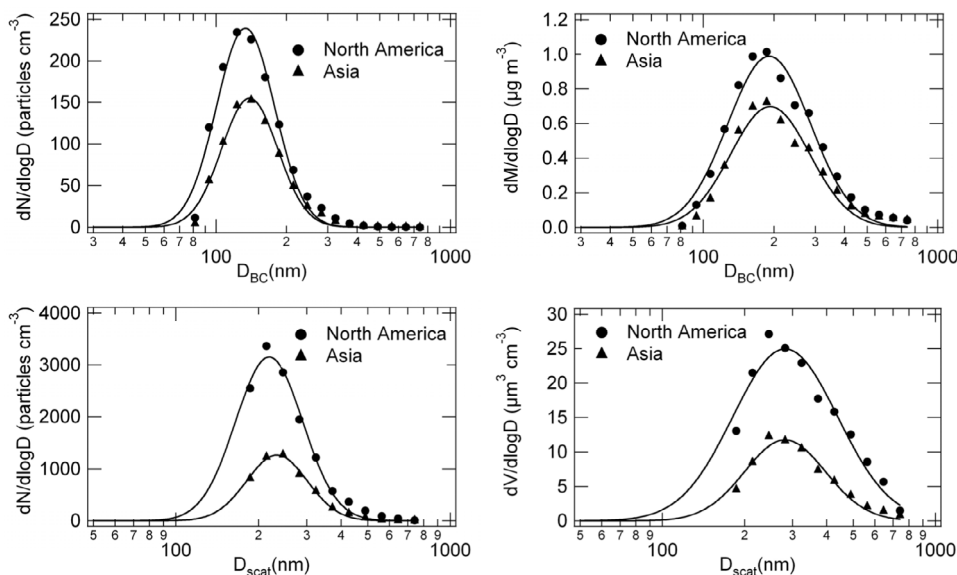 dN/dlogD (particles cm⁻³)
250
200
150
100
50
0
North America
Asia
3 4 5 6 7 8 2 3 4 5 6 7 8
100 1000
D_BC(nm)
dM/dlogD (µg m⁻³)
1.2
1.0
0.8
0.6
0.4
0.2
0.0
North America
Asia
3 4 5 6 7 8 2 3 4 5 6 7 8
100 1000
D_BC(nm)
dN/dlogD (particles cm⁻³)
4000
3000
2000
1000
0
North America
Asia
5 6 7 8 9 2 3 4 5 6 7 8 9
100 1000
D_scat(nm)
dV/dlogD (µm³ cm⁻³)
30
25
20
15
10
5
0
North America
Asia
5 6 7 8 9 2 3 4 5 6 7 8 9
100 1000
D_scat(nm)